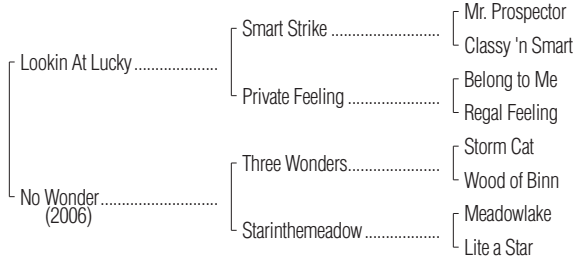 Mr. Prospector
Smart Strike ........................
Classy 'n Smart
Lookin At Lucky ....................
Belong to Me
Private Feeling ....................
Regal Feeling
Storm Cat
Three Wonders ....................
Wood of Binn
No Wonder ...........................
(2006)
Meadowlake
Starinthemeadow .................
Lite a Star